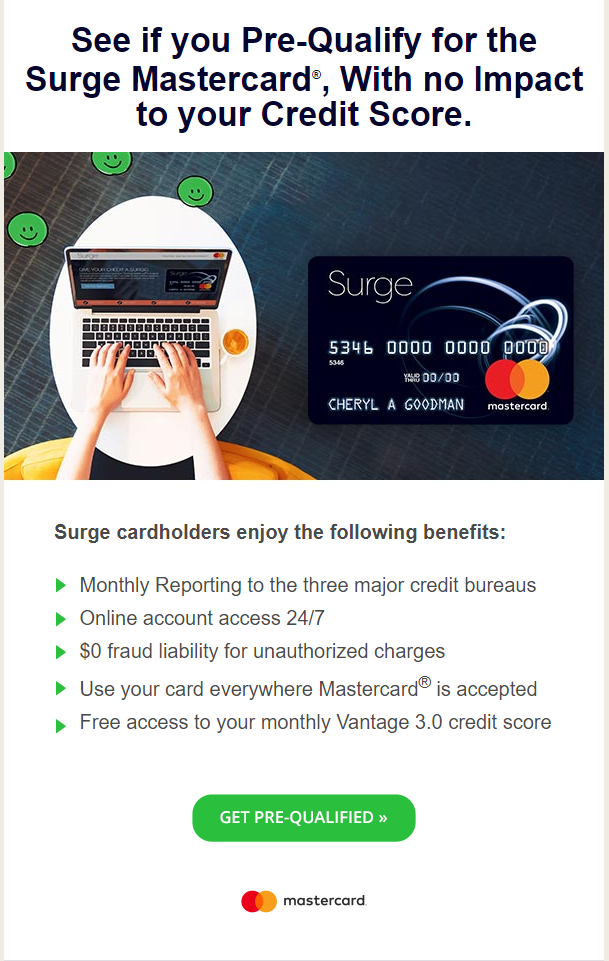 See if you Pre-Qualify for the
Surge Mastercard®, With no Impact
to your Credit Score.
Surge
GIVE YOUR CREDIT A SURGE
Surge
Surge
5346 0000 0000 0000
5346
VALID
THRU 00/00
CHERYL A GOODMAN
mastercard.
Surge cardholders enjoy the following benefits:
Monthly Reporting to the three major credit bureaus
Online account access 24/7
$0 fraud liability for unauthorized charges
Use your card everywhere Mastercard® is accepted
Free access to your monthly Vantage 3.0 credit score
GET PRE-QUALIFIED »
mastercard.